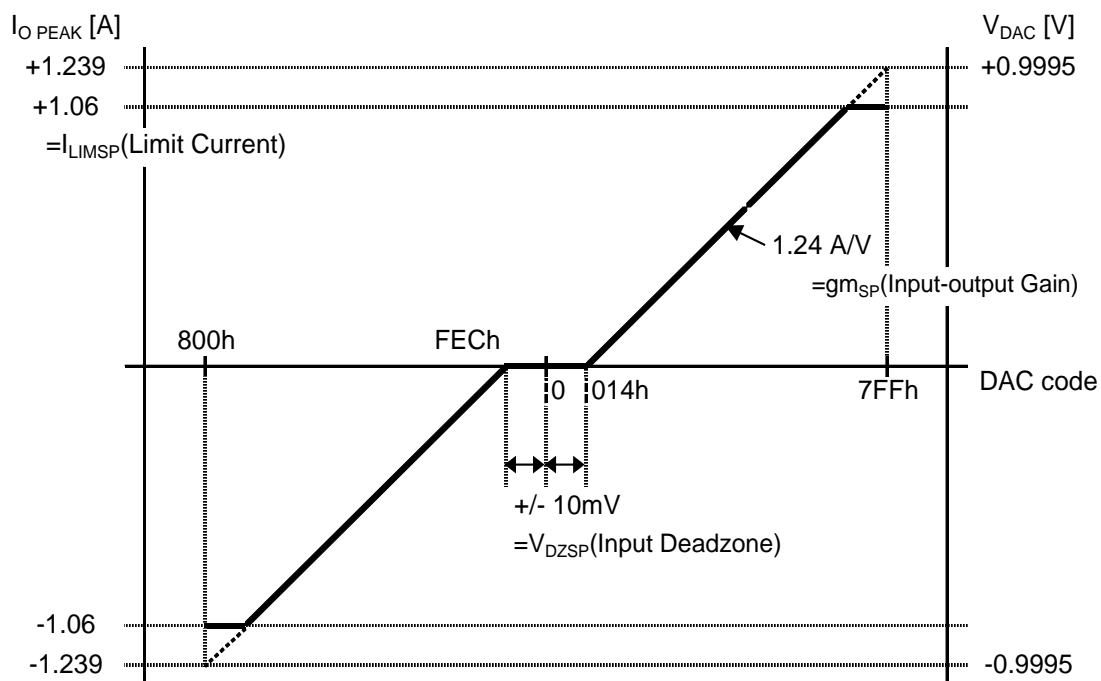 I_O PEAK [A]
V_DAC [V]
+1.239
+0.9995
+1.06
=I_LIMSP(Limit Current)
1.24 A/V
=gm_SP(Input-output Gain)
800h
FECh
0
014h
7FFh
DAC code
+/- 10mV
=V_DZSP(Input Deadzone)
-1.06
-1.239
-0.9995